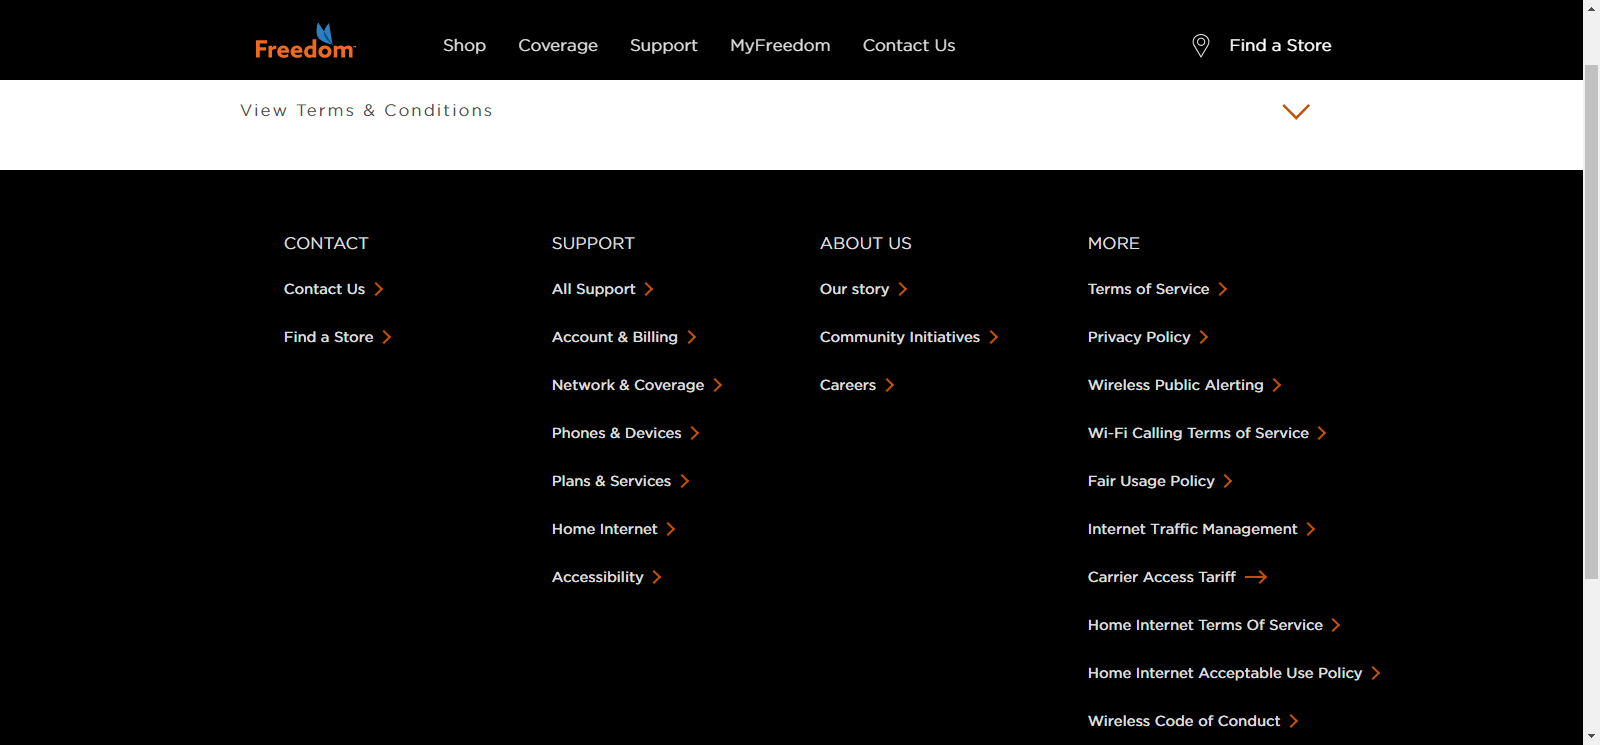 Freedom
Shop
Coverage
Support
MyFreedom
Contact Us
Find a Store
View Terms & Conditions
CONTACT
Contact Us
Find a Store
SUPPORT
All Support
Account & Billing
Network & Coverage
Phones & Devices
Plans & Services
Home Internet
Accessibility
ABOUT US
Our story
Community Initiatives
Careers
MORE
Terms of Service
Privacy Policy
Wireless Public Alerting
Wi-Fi Calling Terms of Service
Fair Usage Policy
Internet Traffic Management
Carrier Access Tariff
Home Internet Terms Of Service
Home Internet Acceptable Use Policy
Wireless Code of Conduct